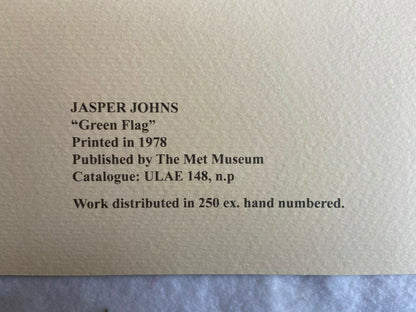 JASPER JOHNS
“Green Flag”
Printed in 1978
Published by The Met Museum
Catalogue: ULAE 148, n.p
Work distributed in 250 ex. hand numbered.